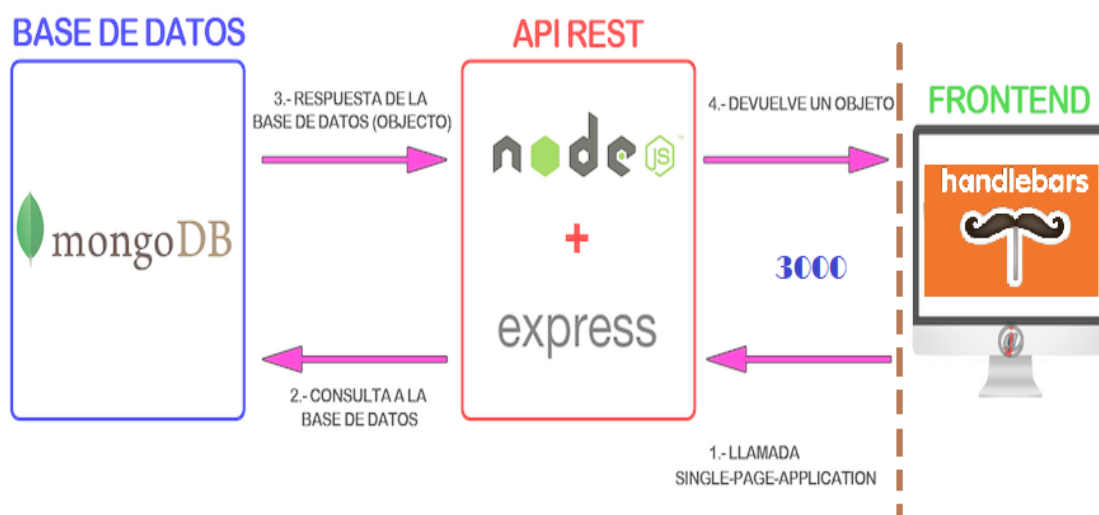 BASE DE DATOS
API REST
FRONTEND
3.- RESPUESTA DE LA
BASE DE DATOS (OBJECTO)
4.- DEVUELVE UN OBJETO
node
JS
™
handlebars
mongoDB
+
3000
express
2.- CONSULTA A LA
BASE DE DATOS
1.- LLAMADA
SINGLE-PAGE-APPLICATION